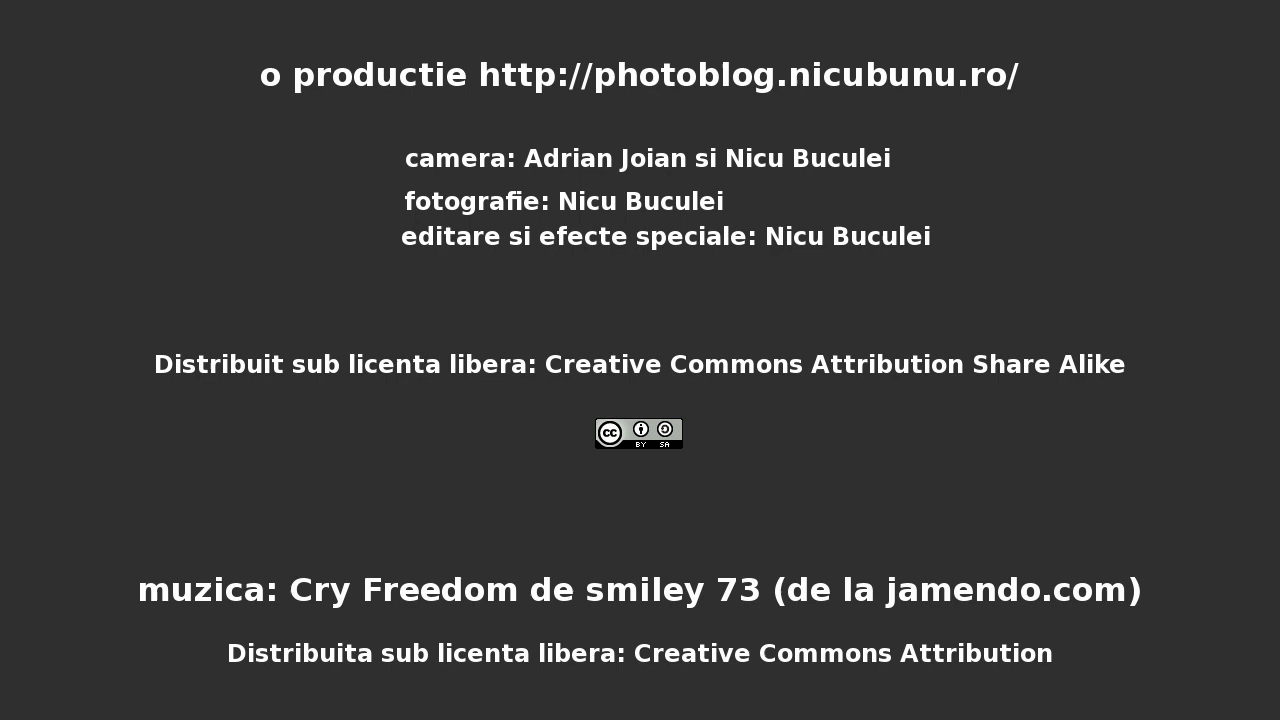 o productie http://photoblog.nicubunu.ro/
camera: Adrian Joian si Nicu Buculei
fotografie: Nicu Buculei
editare si efecte speciale: Nicu Buculei
Distribuit sub licenta libera: Creative Commons Attribution Share Alike
cc BY SA
muzica: Cry Freedom de smiley 73 (de la jamendo.com)
Distribuita sub licenta libera: Creative Commons Attribution